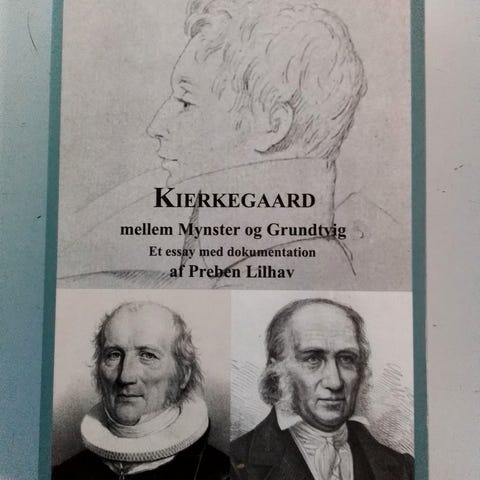 KIERKEGAARD
mellem Mynster og Grundtvig
Et essay med dokumentation
af Preben Lilhav